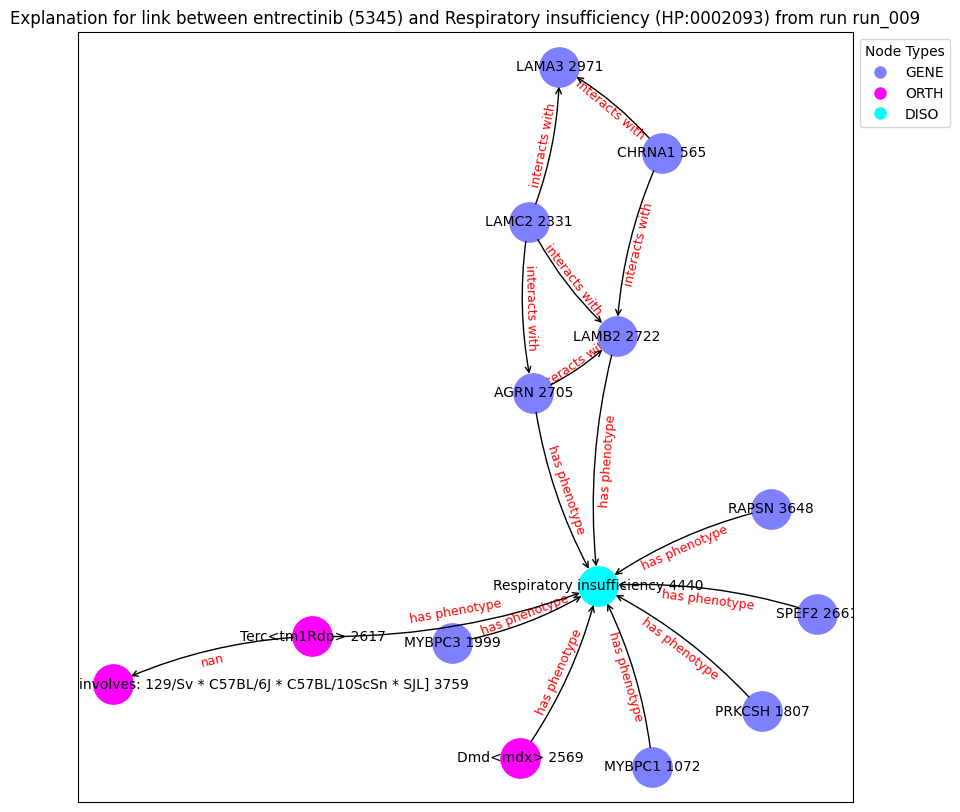 Explanation for link between entrectinib (5345) and Respiratory insufficiency (HP:0002093) from run run_009
Node Types
GENE
ORTH
DISO
LAMA3 2971
interacts with
CHRNA1 565
interacts with
LAMC2 2331
interacts with
interacts with
interacts with
LAMB2 2722
interacts with
AGRN 2705
has phenotype
has phenotype
RAPSN 3648
has phenotype
Respiratory insufficiency 4440
has phenotype
SPEF2 2661
has phenotype
has phenotype
Terc<tm1Rdp> 2617
MYBPC3 1999
nan
has phenotype
has phenotype
has phenotype
involves: 129/Sv * C57BL/6J * C57BL/10ScSn * SJL] 3759
PRKCSH 1807
Dmd<mdx> 2569
MYBPC1 1072